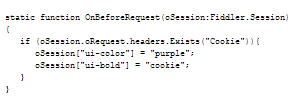 static function OnBeforeRequest(oSession:Fiddler.Session)
{
if (oSession.oRequest.headers.Exists("Cookie")){
oSession["ui-color"] = "purple";
oSession["ui-bold"] = "cookie";
}
}